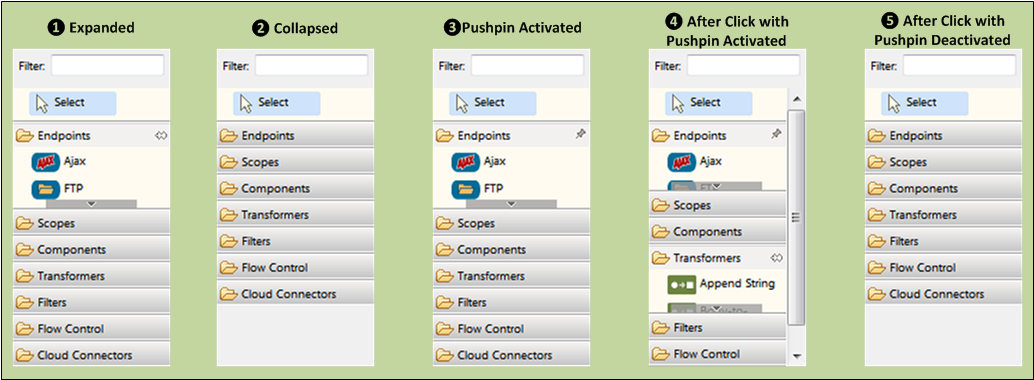 ❶ Expanded
Filter:
Select
Endpoints
Ajax
FTP
Scopes
Components
Transformers
Filters
Flow Control
Cloud Connectors
❷ Collapsed
Filter:
Select
Endpoints
Scopes
Components
Transformers
Filters
Flow Control
Cloud Connectors
❸Pushpin Activated
Filter:
Select
Endpoints
Ajax
FTP
Scopes
Components
Transformers
Filters
Flow Control
Cloud Connectors
❹ After Click with
Pushpin Activated
Filter:
Select
Endpoints
Ajax
FTP
Scopes
Components
Transformers
Append String
Filters
Flow Control
❺ After Click with
Pushpin Deactivated
Filter:
Select
Endpoints
Scopes
Components
Transformers
Filters
Flow Control
Cloud Connectors